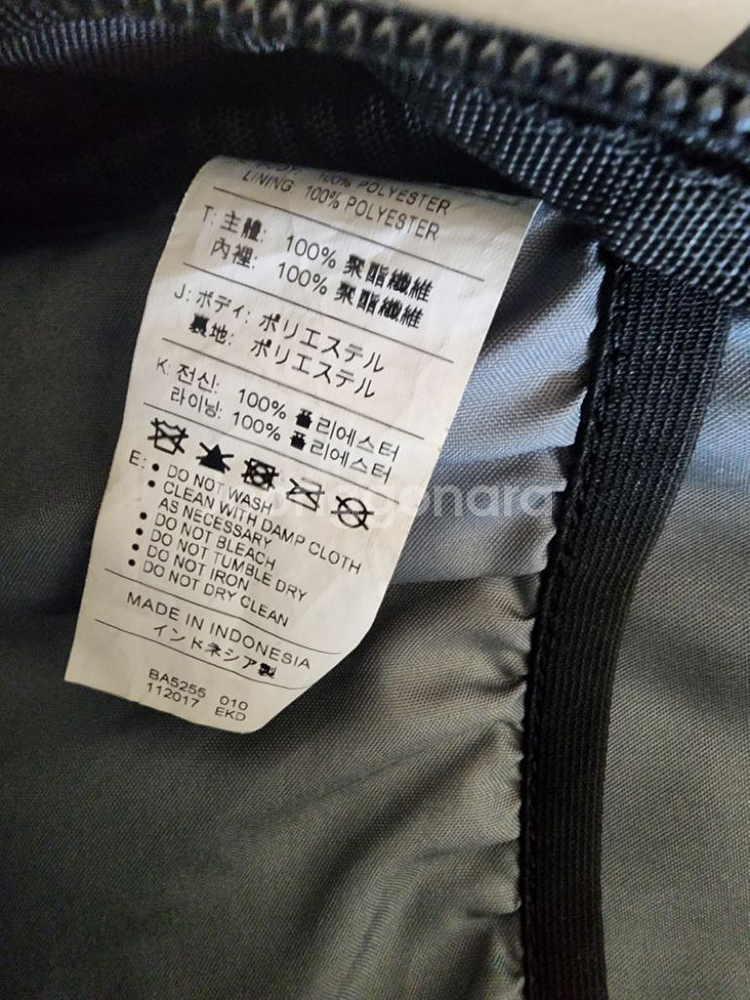 BODY: 100% POLYESTER
LINING 100% POLYESTER
T: 主體: 100% 聚酯纖維
內裡: 100% 聚酯纖維
J: ボディ: ポリエステル
裏地: ポリエステル
K: 전신: 100% 폴리에스터
라이닝: 100% 폴리에스터
E: • DO NOT WASH
• CLEAN WITH DAMP CLOTH
AS NECESSARY
• DO NOT BLEACH
• DO NOT TUMBLE DRY
• DO NOT IRON
• DO NOT DRY CLEAN
MADE IN INDONESIA
インドネシア製
BA5255 010
112017 EKD